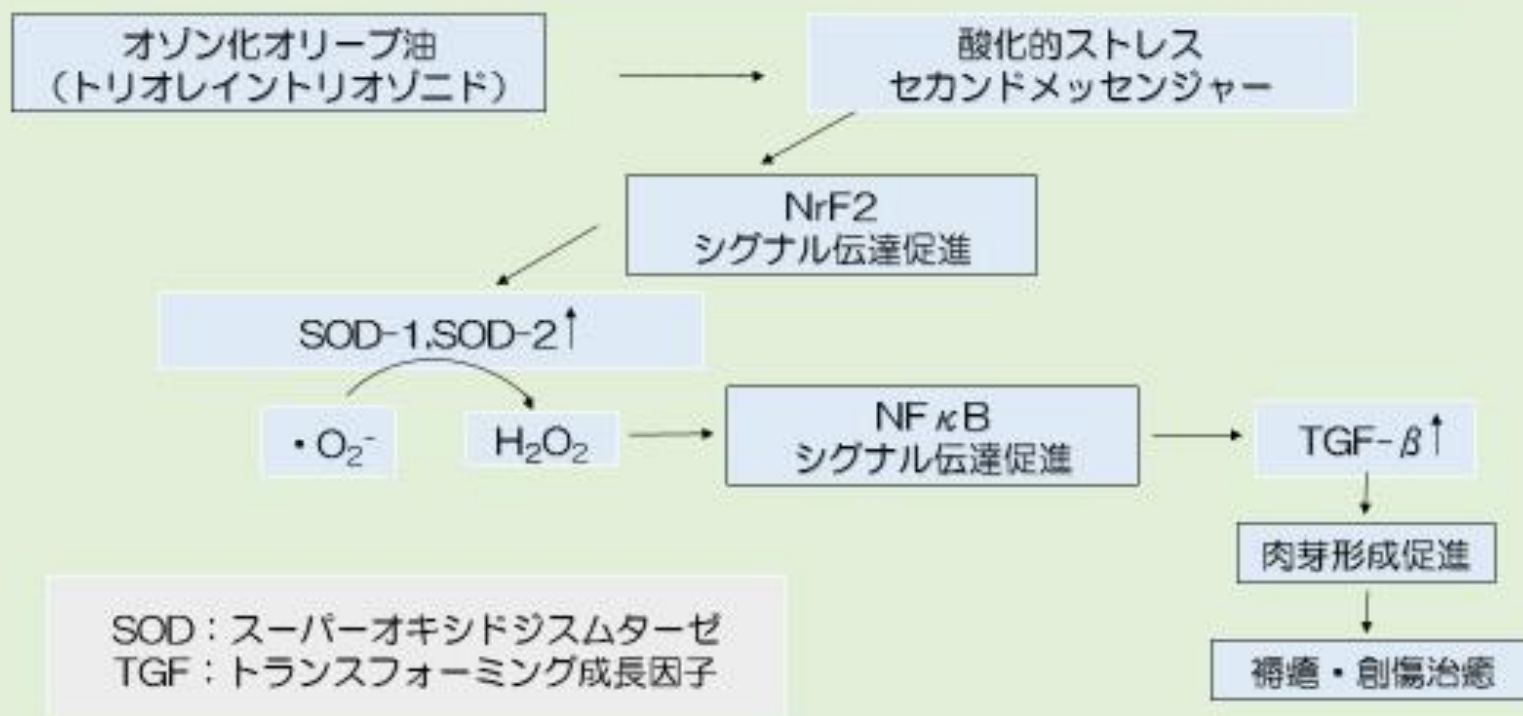 オゾン化オリーブ油
（トリオレイントリオゾニド）
酸化的ストレス
セカンドメッセンジャー
NrF2
シグナル伝達促進
SOD-1,SOD-2↑
・O₂⁻
H₂O₂
NFκB
シグナル伝達促進
TGF-β↑
肉芽形成促進
褥瘡・創傷治癒
SOD：スーパーオキシドジスムターゼ
TGF：トランスフォーミング成長因子